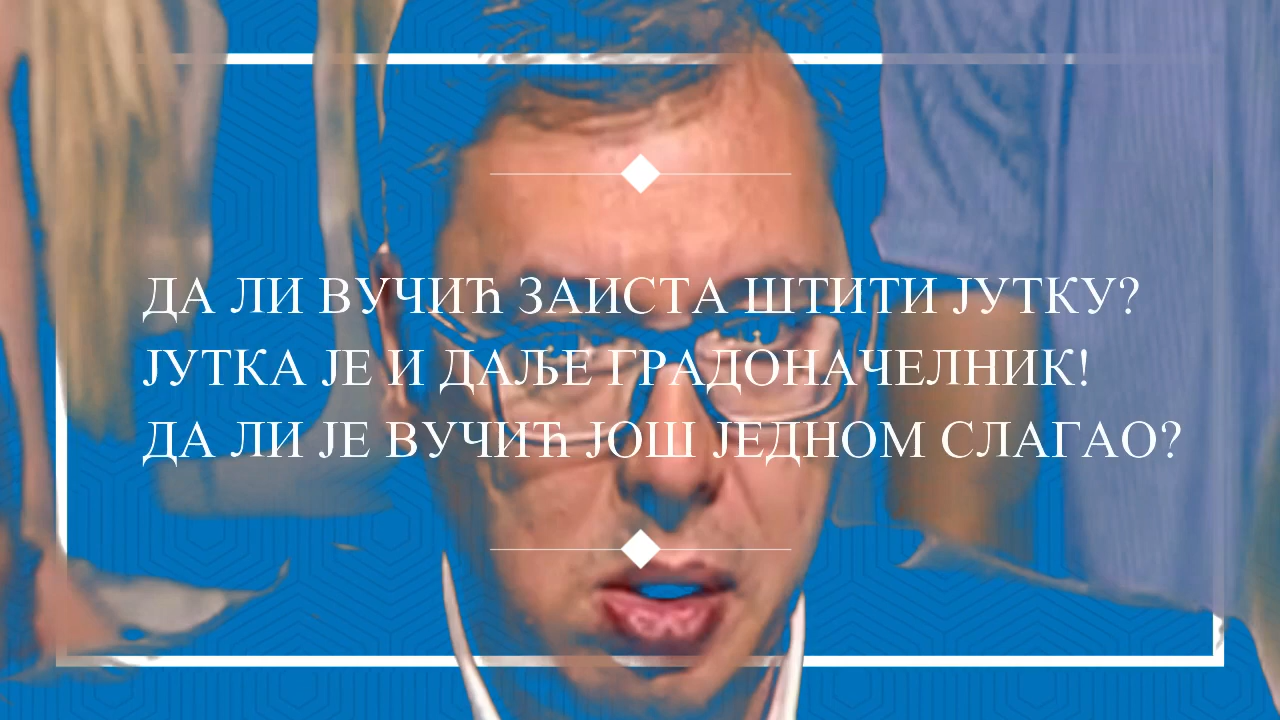 ДА ЛИ ВУЧИЋ ЗАИСТА ШТИТИ ЈУТКУ?
ЈУТКА ЈЕ И ДАЉЕ ГРАДОНАЧЕЛНИК!
ДА ЛИ ЈЕ ВУЧИЋ ЈОШ ЈЕДНОМ СЛАГАО?